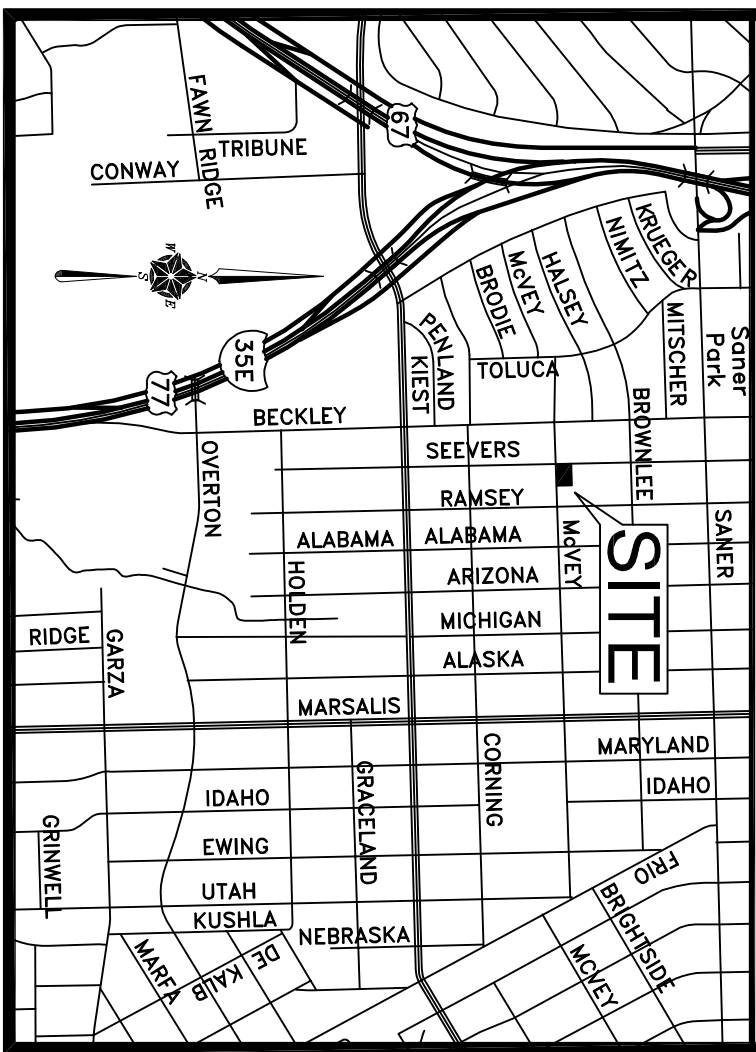 FAWN RIDGE
TRIBUNE
CONWAY
67
W
N
S
E
35E
77
KRUEGER
NIMITZ
HALSEY
McVEY
BRODIE
PENLAND
KIEST
TOLUCA
MITSCHER
Saner
Park
BECKLEY
BROWNLEE
OVERTON
SEEVERS
RAMSEY
McVEY
SITE
SANER
ALABAMA
ALABAMA
ARIZONA
HOLDEN
MICHIGAN
RIDGE
GARZA
ALASKA
MARSALIS
MARYLAND
CORNING
GRACELAND
IDAHO
IDAHO
GRINWELL
EWING
FRIO
UTAH
KUSHLA
BRIGHTSIDE
NEBRASKA
MARFA
DE KALB
MCVEY